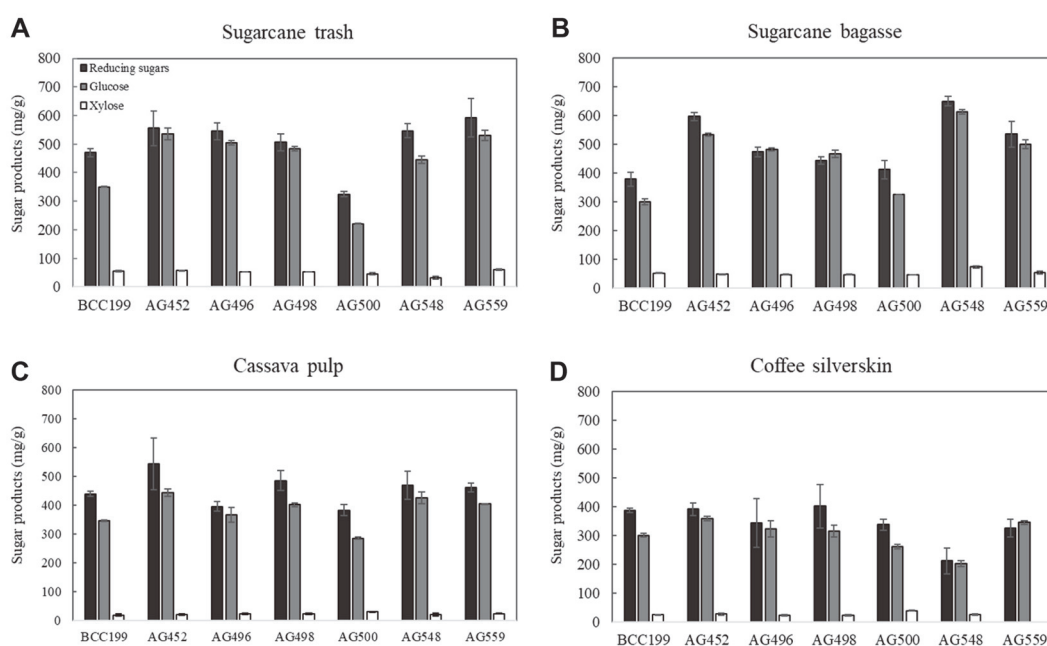 A
Sugarcane trash
Sugar products (mg/g)
800
700
600
500
400
300
200
100
0
Reducing sugars
Glucose
Xylose
BCC199 AG452 AG496 AG498 AG500 AG548 AG559
B
Sugarcane bagasse
Sugar products (mg/g)
800
700
600
500
400
300
200
100
0
BCC199 AG452 AG496 AG498 AG500 AG548 AG559
C
Cassava pulp
Sugar products (mg/g)
800
700
600
500
400
300
200
100
0
BCC199 AG452 AG496 AG498 AG500 AG548 AG559
D
Coffee silverskin
Sugar products (mg/g)
800
700
600
500
400
300
200
100
0
BCC199 AG452 AG496 AG498 AG500 AG548 AG559